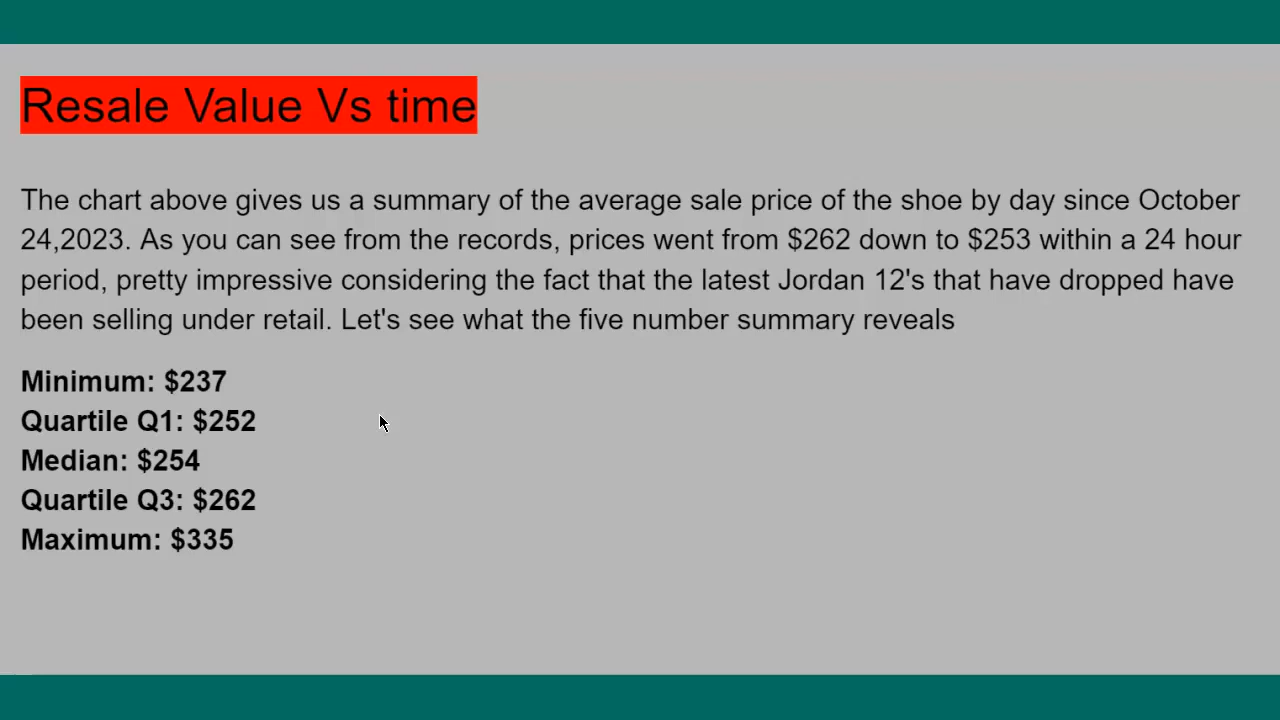 Resale Value Vs time
The chart above gives us a summary of the average sale price of the shoe by day since October
24,2023. As you can see from the records, prices went from $262 down to $253 within a 24 hour
period, pretty impressive considering the fact that the latest Jordan 12's that have dropped have
been selling under retail. Let's see what the five number summary reveals
Minimum: $237
Quartile Q1: $252
Median: $254
Quartile Q3: $262
Maximum: $335